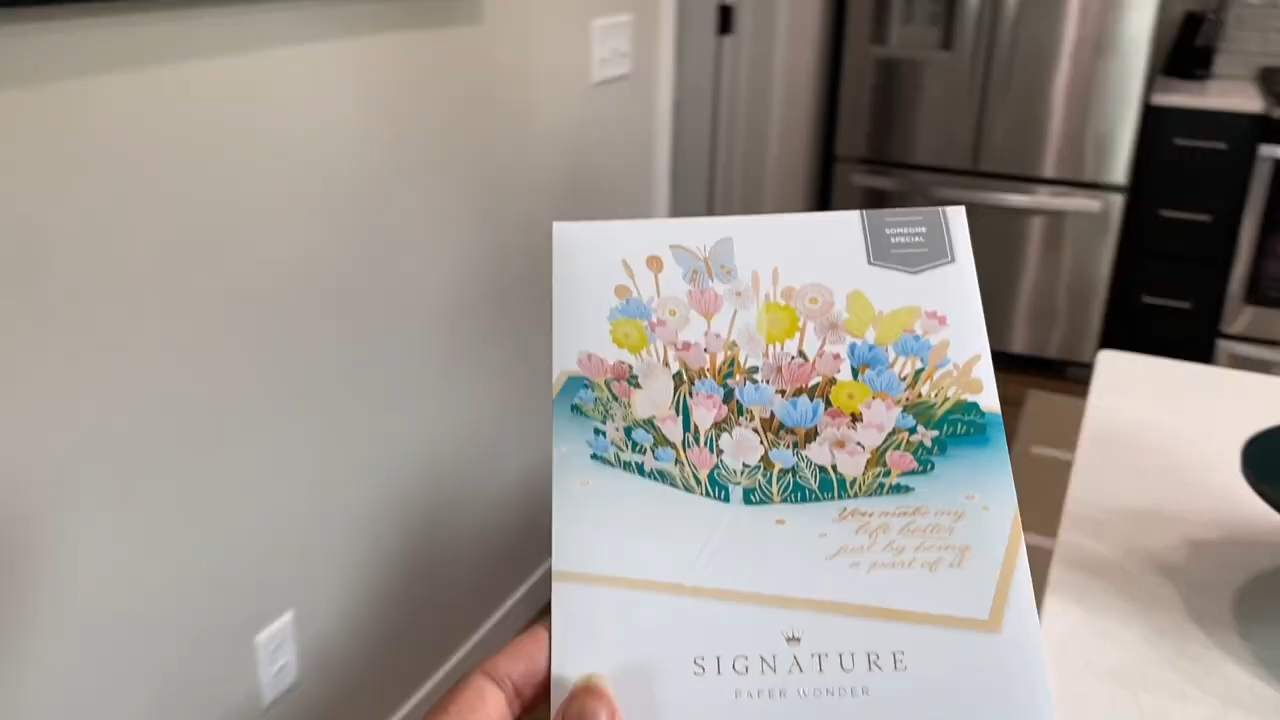 SOMEONE
SPECIAL
You make my
life better
just by being
a part of it
SIGNATURE
PAPER WONDER